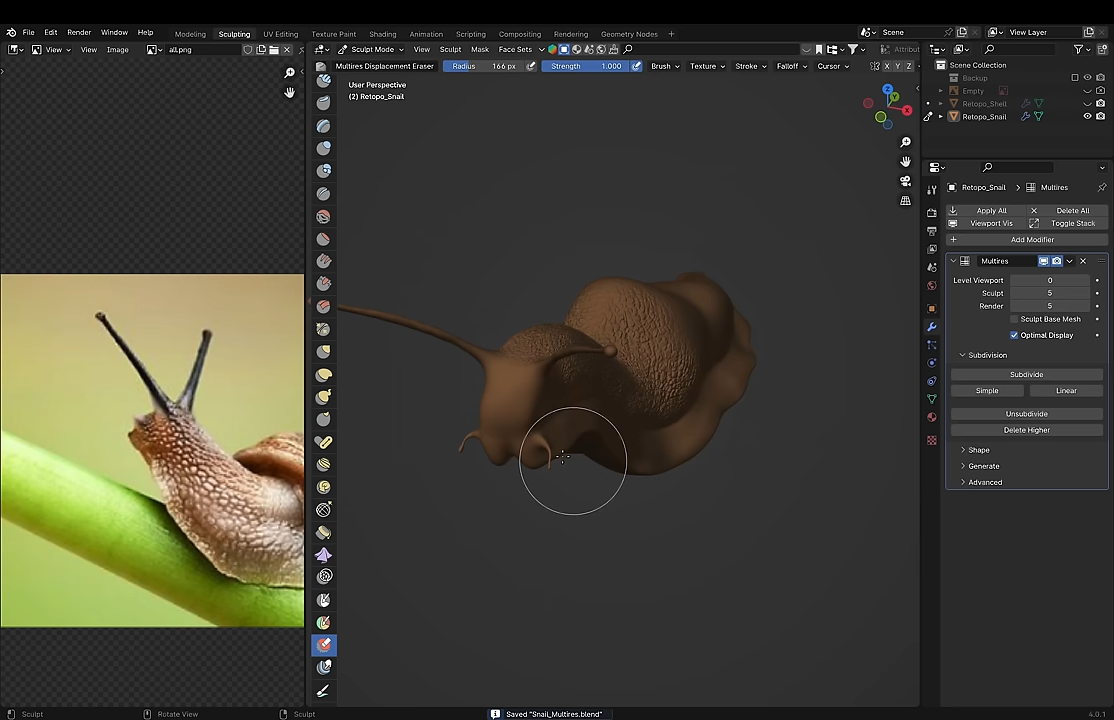 File Edit Render Window Help Modeling Sculpting UV Editing Texture Paint Shading Animation Rendering Compositing Geometry Nodes Scripting + Scene View Layer
View View Image all.png Sculpt Mode View Sculpt Mask Face Sets Attribut
Multires Displacement Eraser Radius 166 px Strength 1.000 Brush Texture Stroke Falloff Cursor X Y Z
User Perspective
(2) Retopo_Snail
Z
Y
X
Scene Collection
Backup
Empty
Retopo_Shell
Retopo_Snail
Retopo_Snail > Multires
Apply All Delete All
Viewport Vis Toggle Stack
Add Modifier
Multires
Level Viewport 0
Sculpt 5
Render 5
Sculpt Base Mesh
Optimal Display
Subdivision
Subdivide
Simple Linear
Unsubdivide
Delete Higher
Shape
Generate
Advanced
Sculpt Rotate View Sculpt Saved "Snail_Multires.blend" 4.0.1